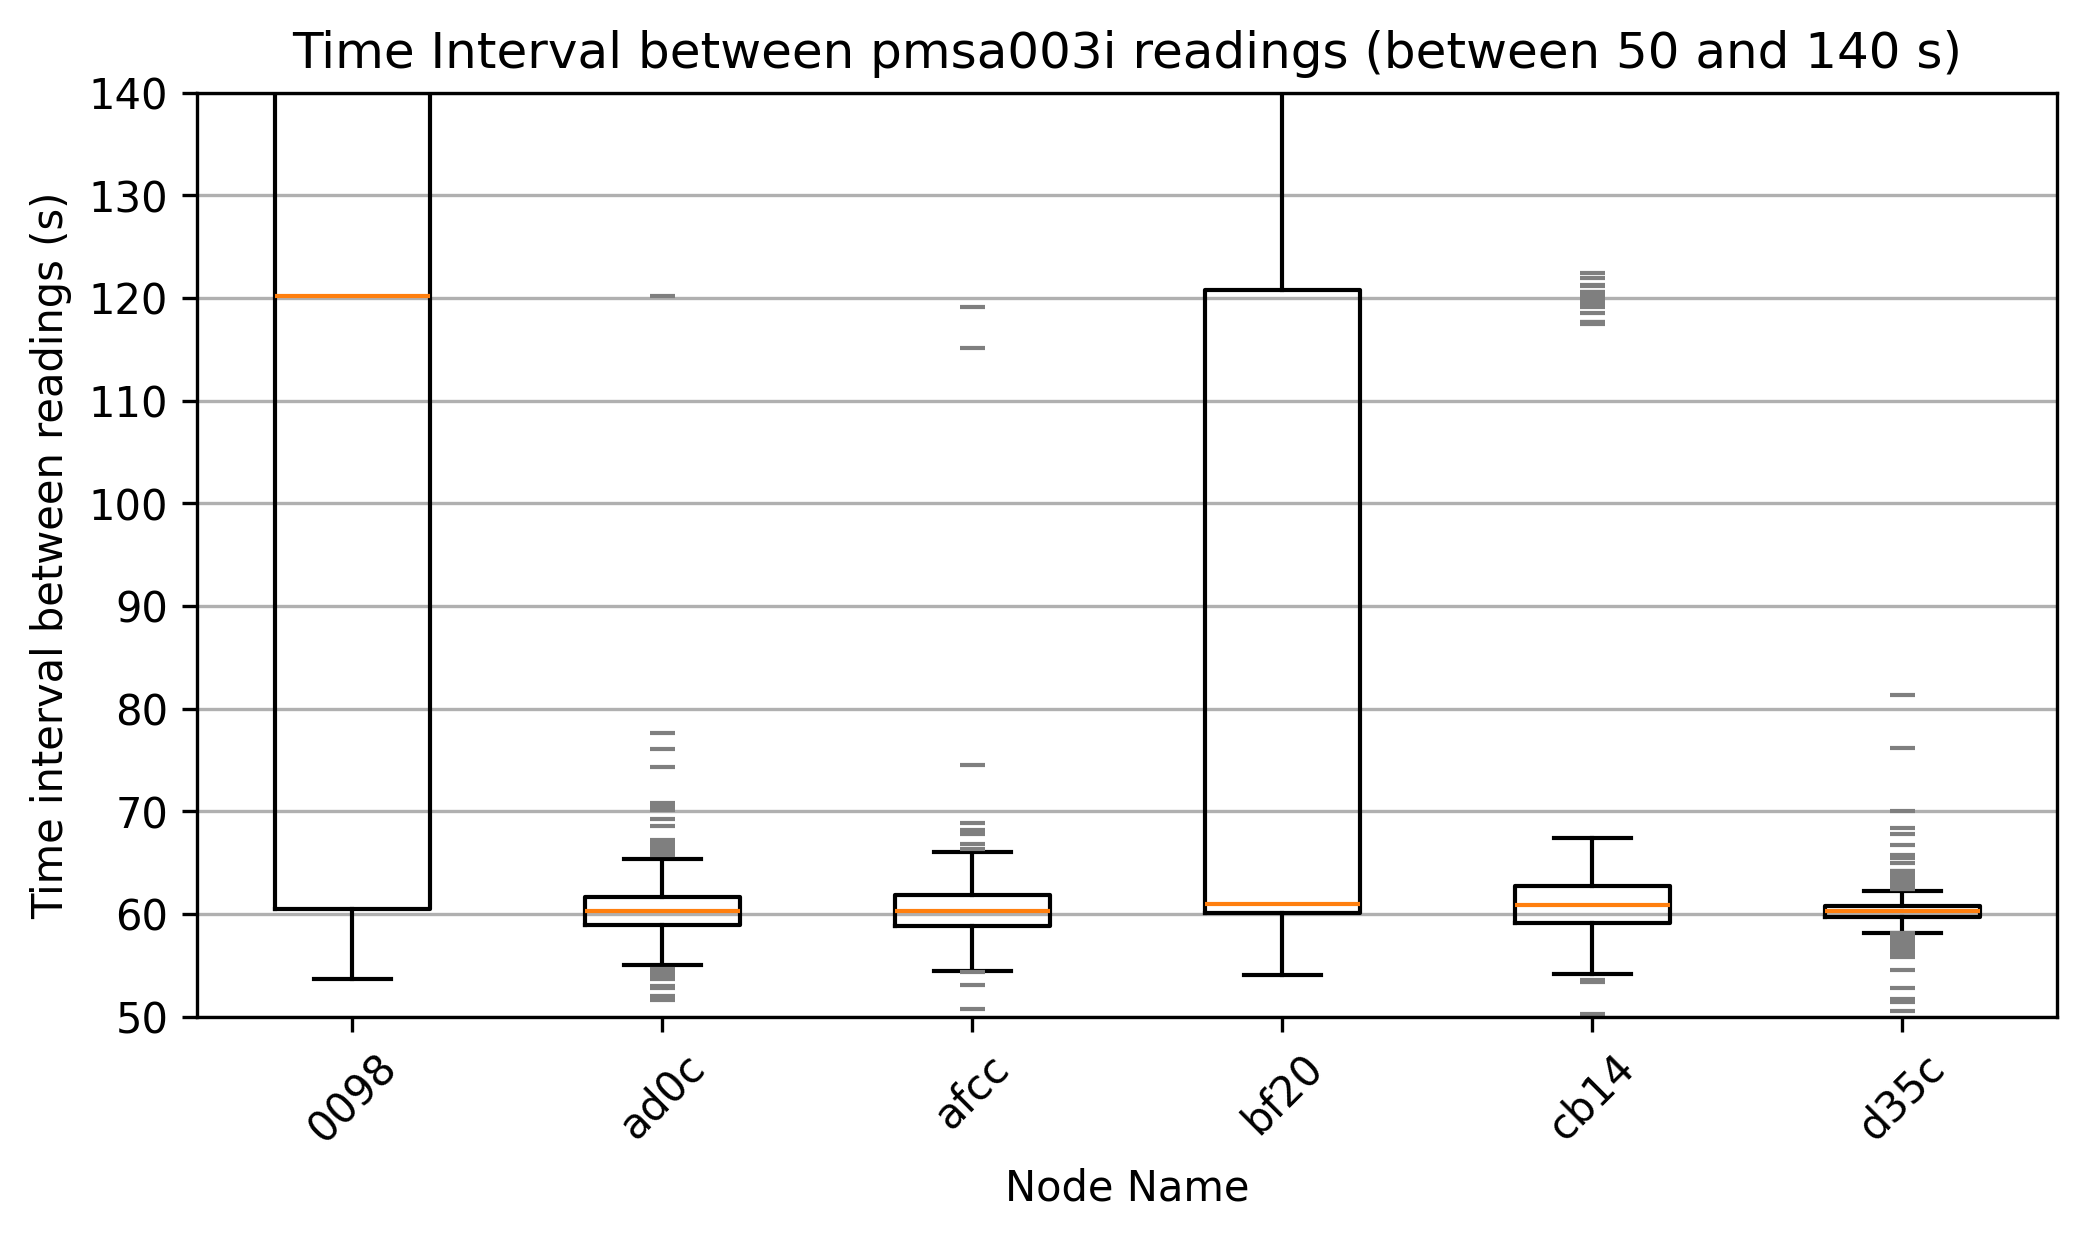 Time Interval between pmsa003i readings (between 50 and 140 s)
140
130
120
110
100
90
80
70
60
50
Time interval between readings (s)
0098
ad0c
afcc
bf20
cb14
d35c
Node Name